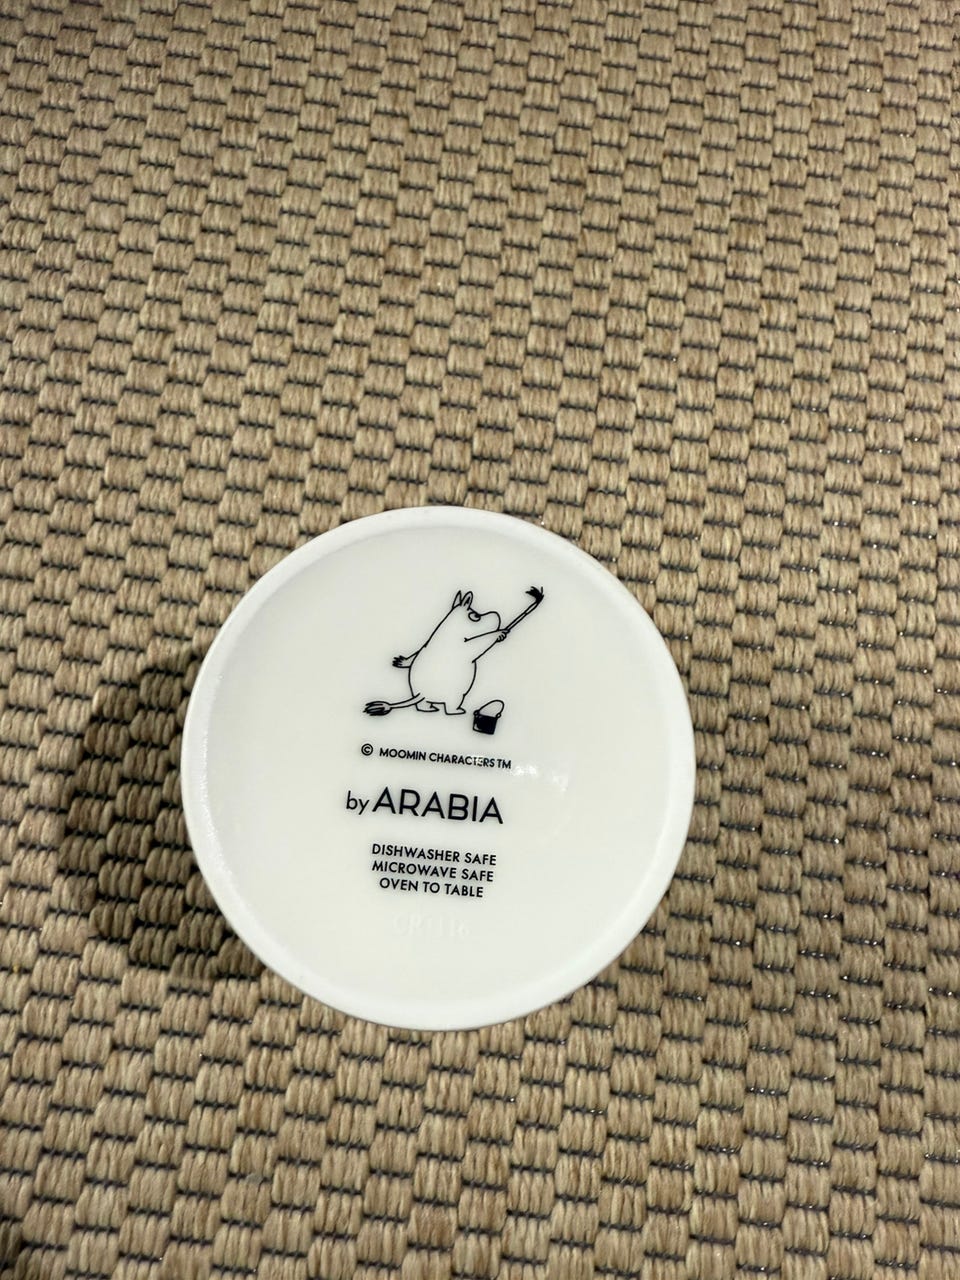 © MOOMIN CHARACTERS TM
by ARABIA
DISHWASHER SAFE
MICROWAVE SAFE
OVEN TO TABLE